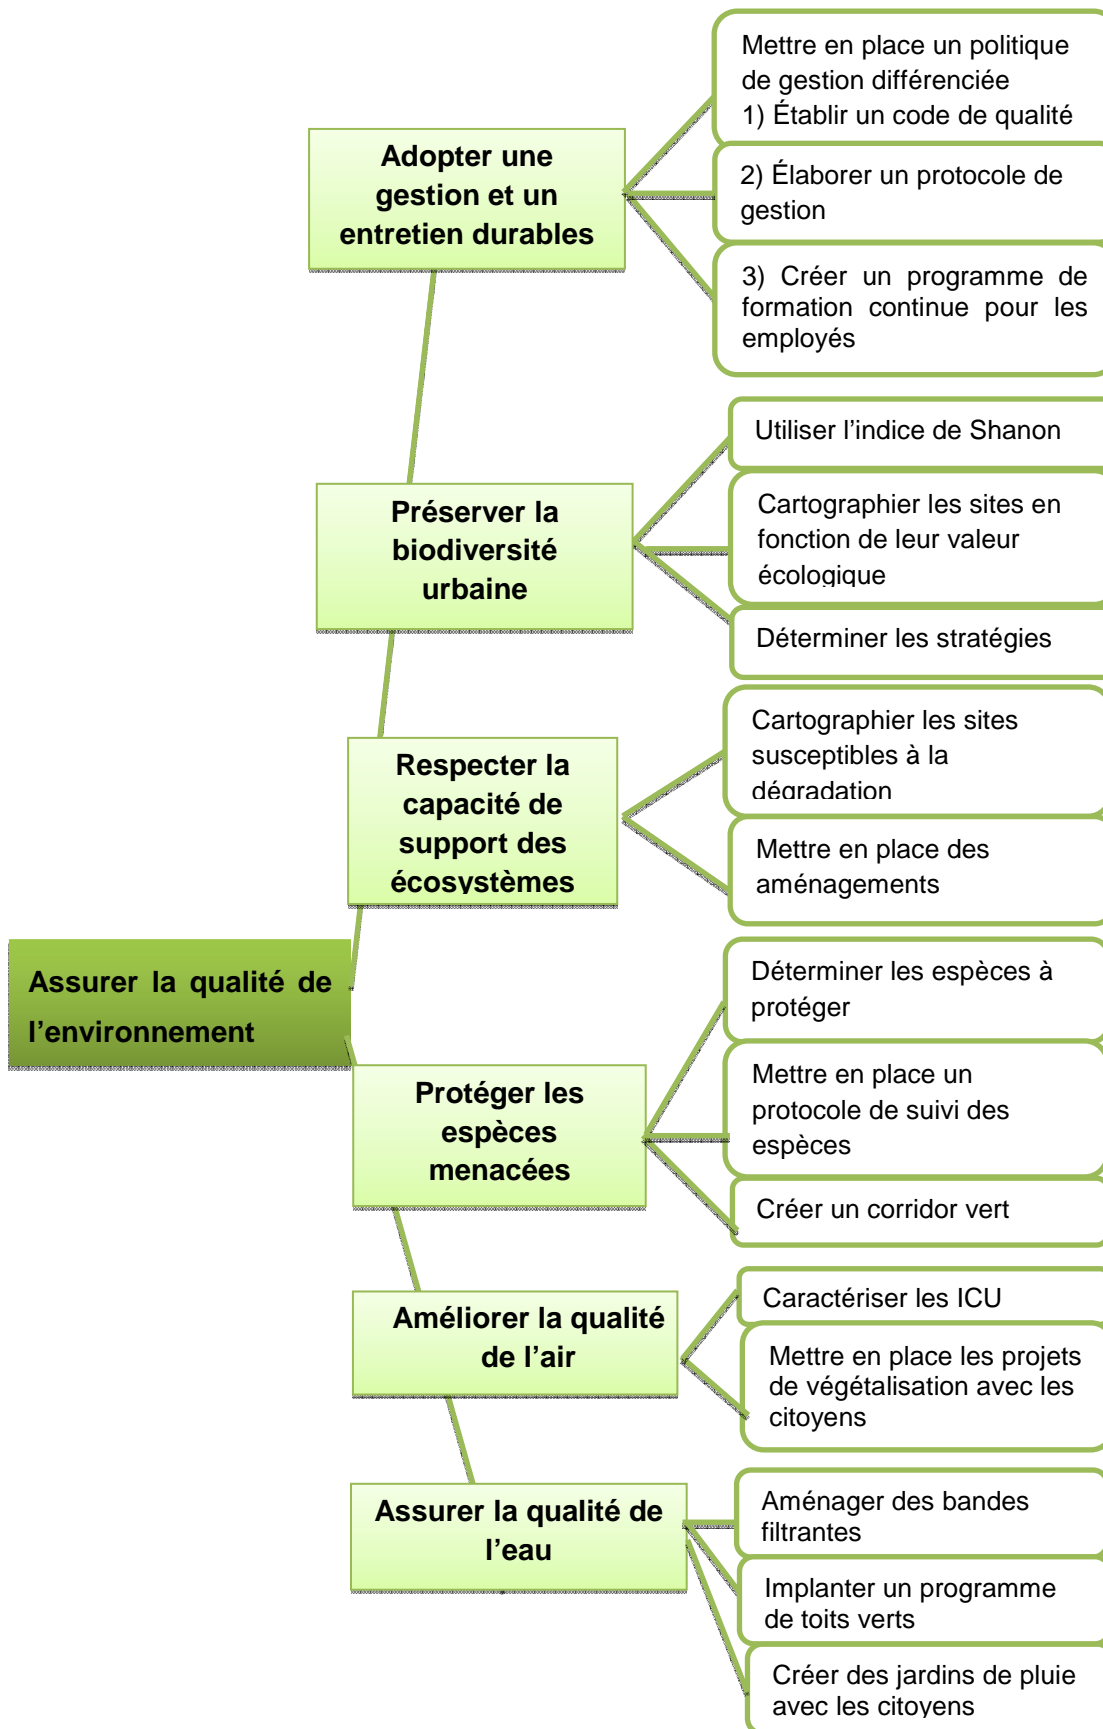 Mettre en place un politique
de gestion différenciée
1) Établir un code de qualité
Adopter une
gestion et un
entretien durables
2) Élaborer un protocole de
gestion
3) Créer un programme de
formation continue pour les
employés
Utiliser l’indice de Shanon
Préserver la
biodiversité
urbaine
Cartographier les sites en
fonction de leur valeur
écologique
Déterminer les stratégies
Respecter la
capacité de
support des
écosystèmes
Cartographier les sites
susceptibles à la
dégradation
Mettre en place des
aménagements
Assurer la qualité de
l’environnement
Déterminer les espèces à
protéger
Protéger les
espèces
menacées
Mettre en place un
protocole de suivi des
espèces
Créer un corridor vert
Améliorer la qualité
de l’air
Caractériser les ICU
Mettre en place les projets
de végétalisation avec les
citoyens
Assurer la qualité de
l’eau
Aménager des bandes
filtrantes
Implanter un programme
de toits verts
Créer des jardins de pluie
avec les citoyens